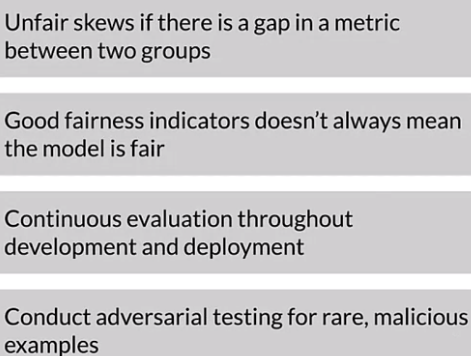 Unfair skews if there is a gap in a metric
between two groups
Good fairness indicators doesn't always mean
the model is fair
Continuous evaluation throughout
development and deployment
Conduct adversarial testing for rare, malicious
examples